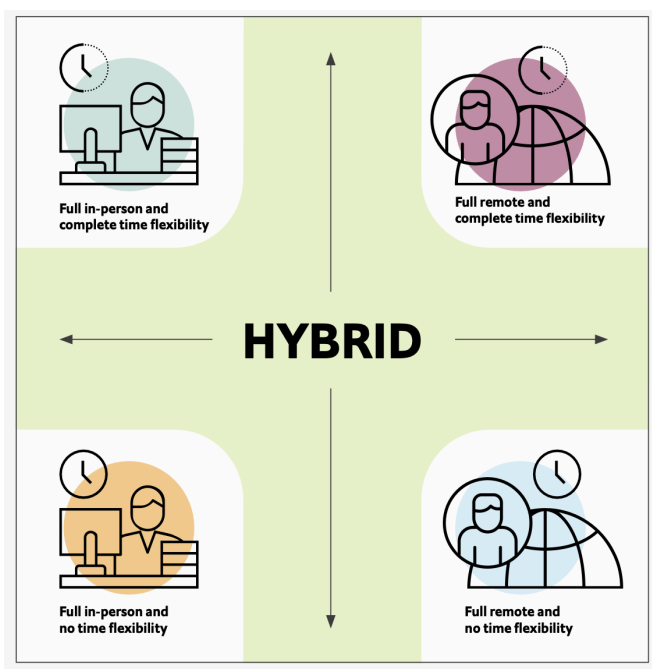 Full in-person and
complete time flexibility
Full remote and
complete time flexibility
HYBRID
Full in-person and
no time flexibility
Full remote and
no time flexibility